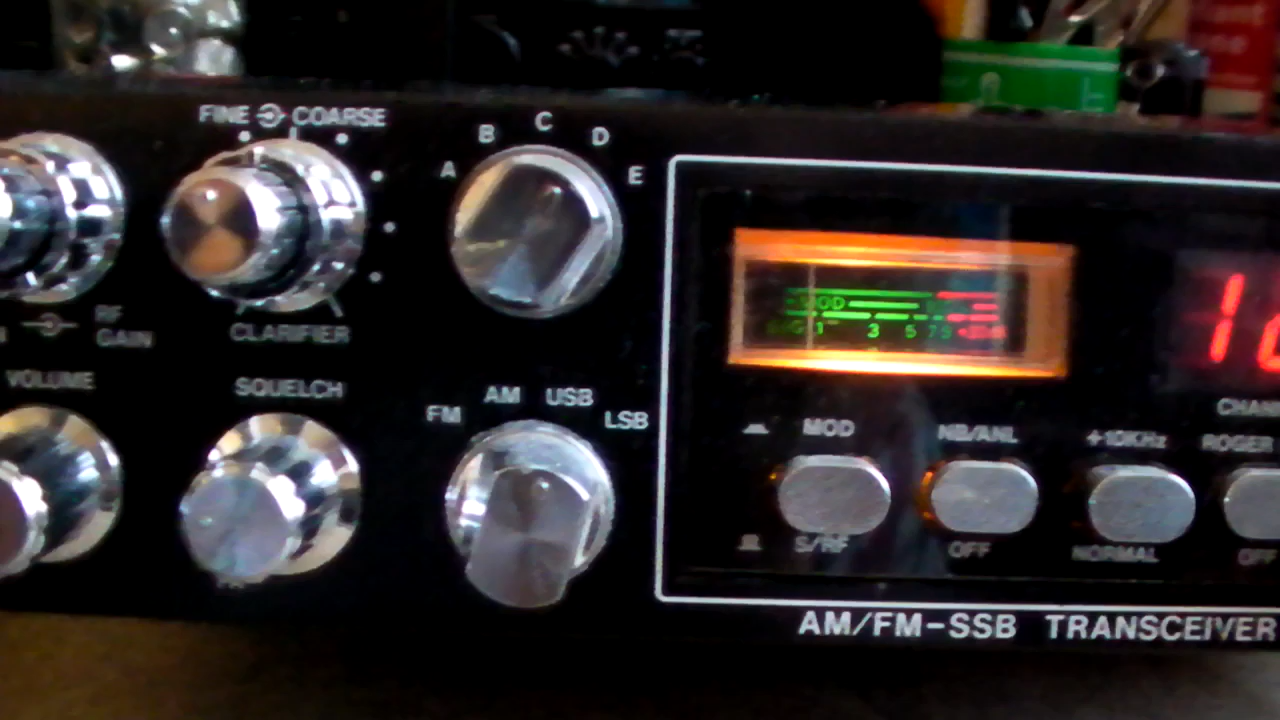 FINE COARSE
A B C D E
RF
GAIN
CLARIFIER
VOLUME
SQUELCH
FM AM USB LSB
MOD
1 3 5 7 9
MOD NB/ANL +10KHz ROGER
S/RF OFF NORMAL OFF
AM/FM-SSB TRANSCEIVER